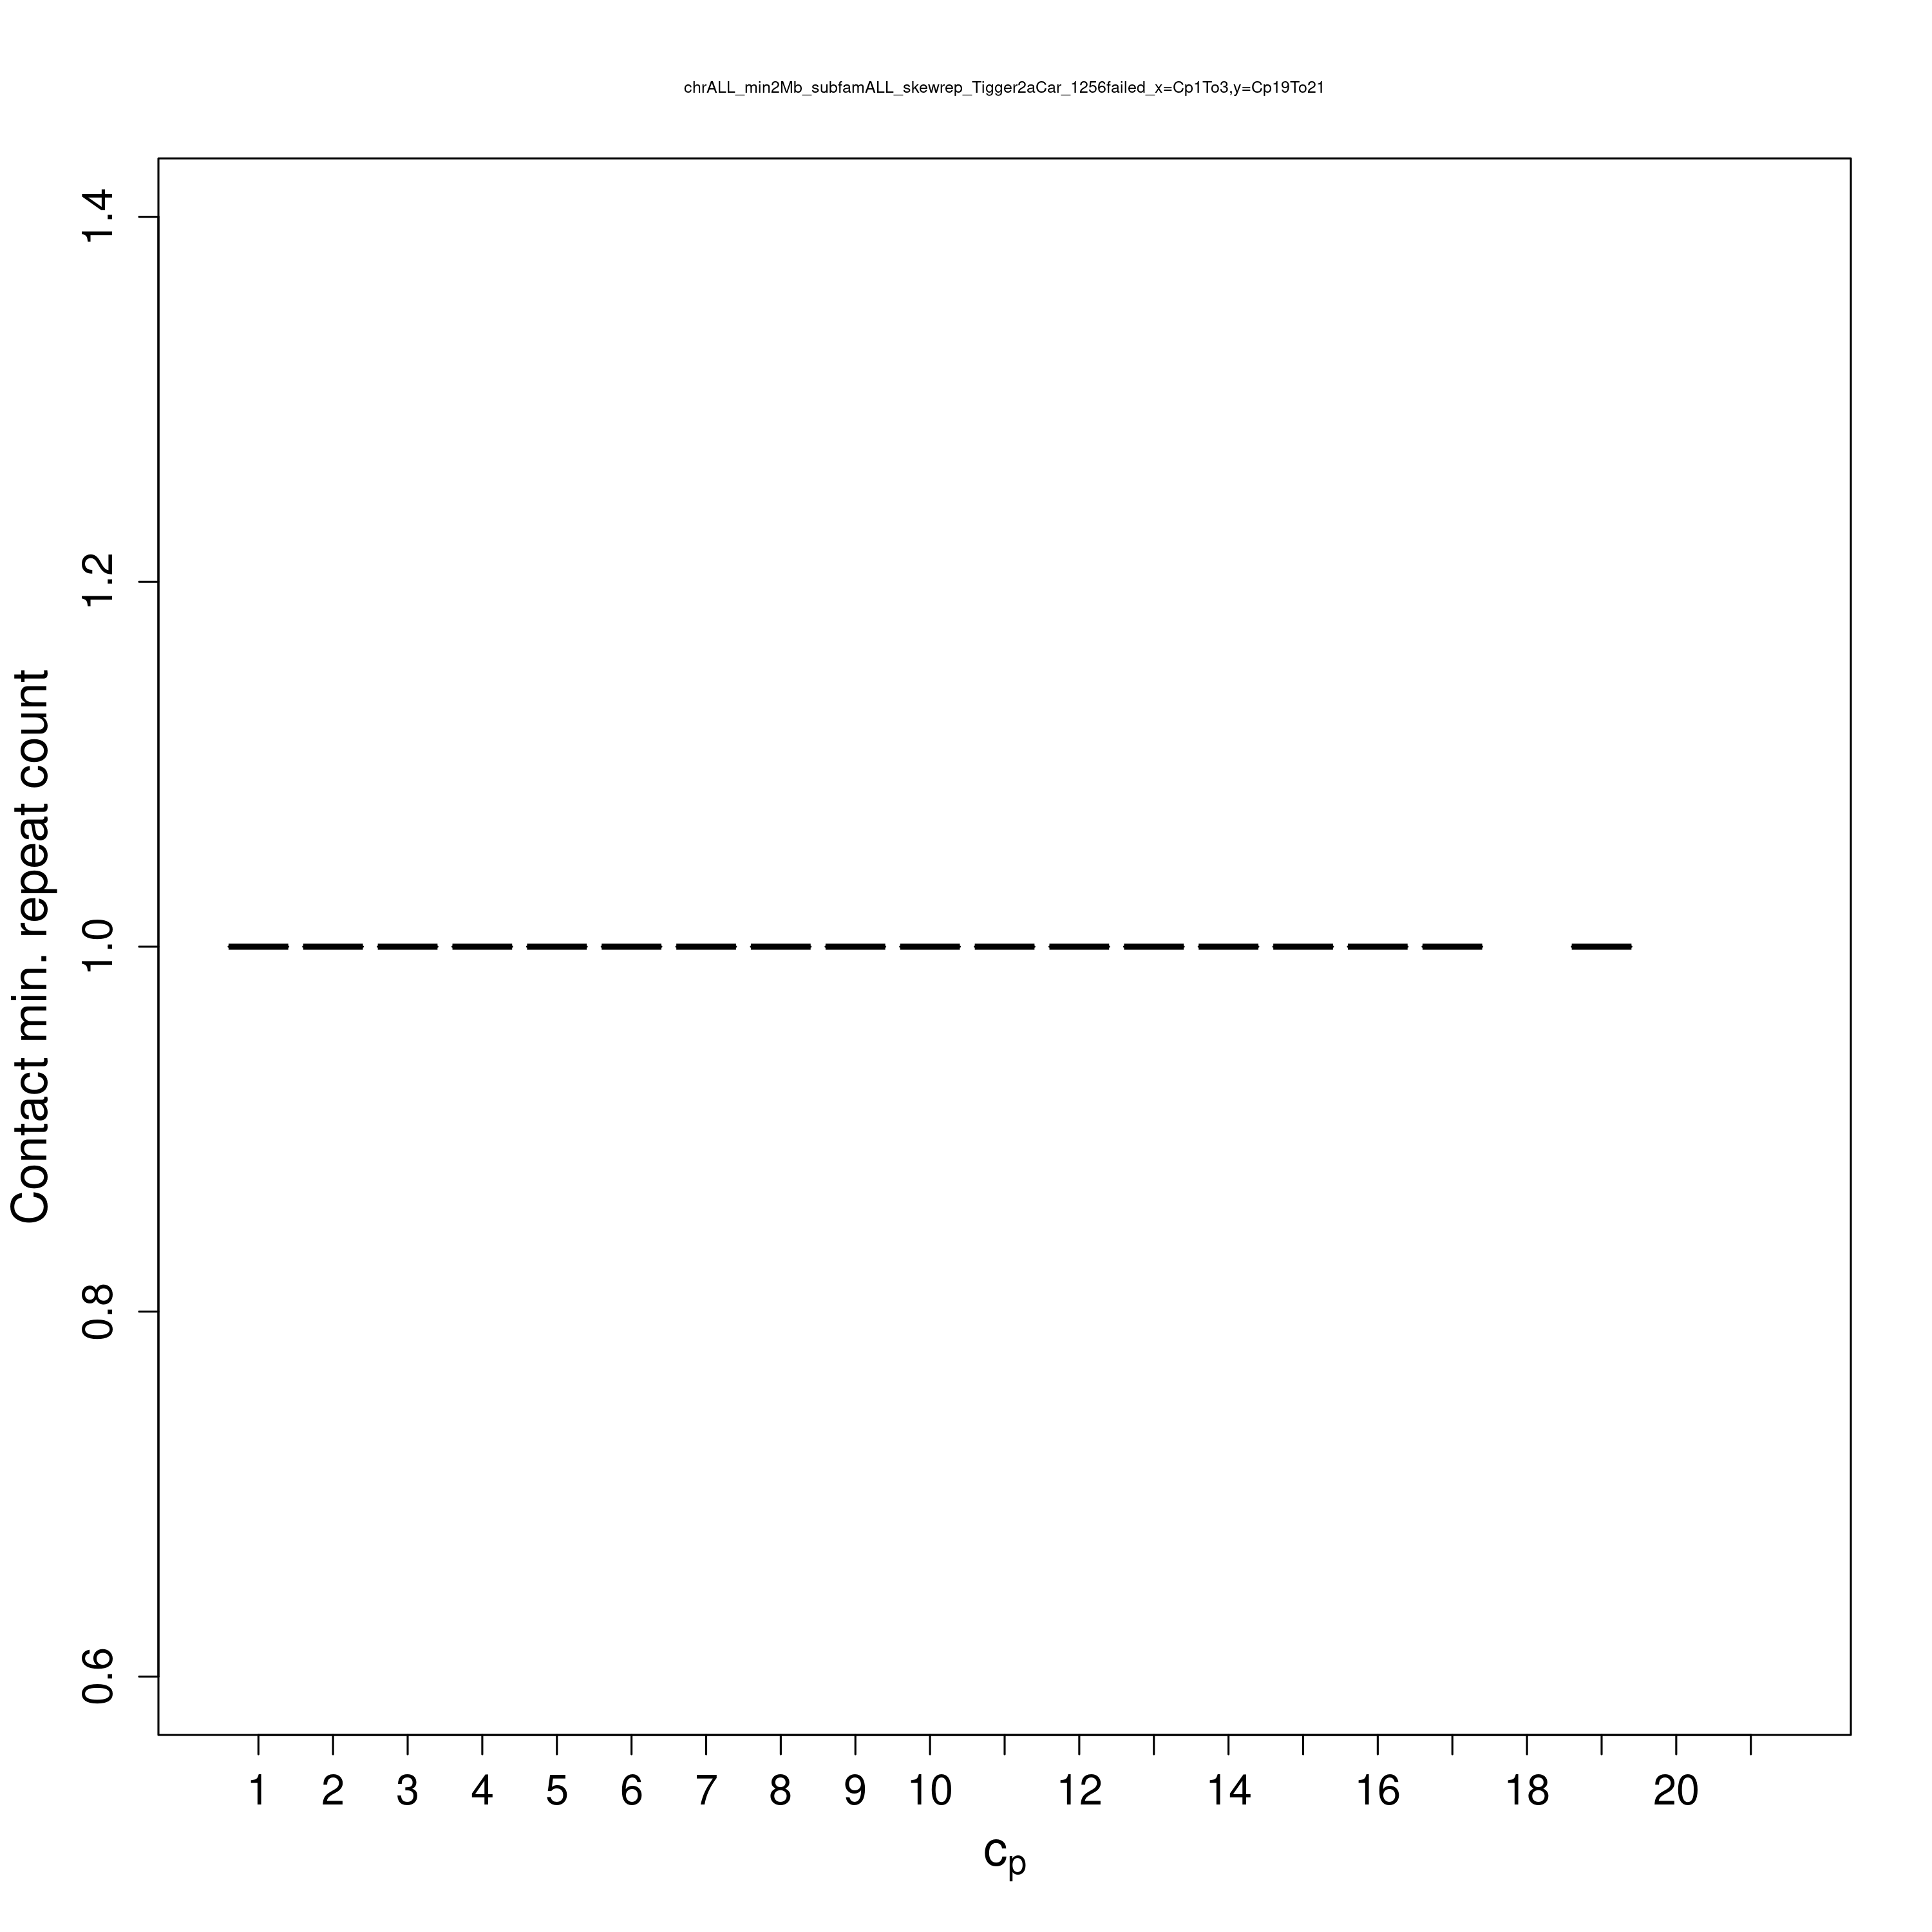 chrALL_min2Mb_subfamALL_skewrep_Tigger2aCar_1256failed_x=Cp1To3,y=Cp19To21
Contact min. repeat count
1.4
1.2
1.0
0.8
0.6
1 2 3 4 5 6 7 8 9 10 12 14 16 18 20
cp